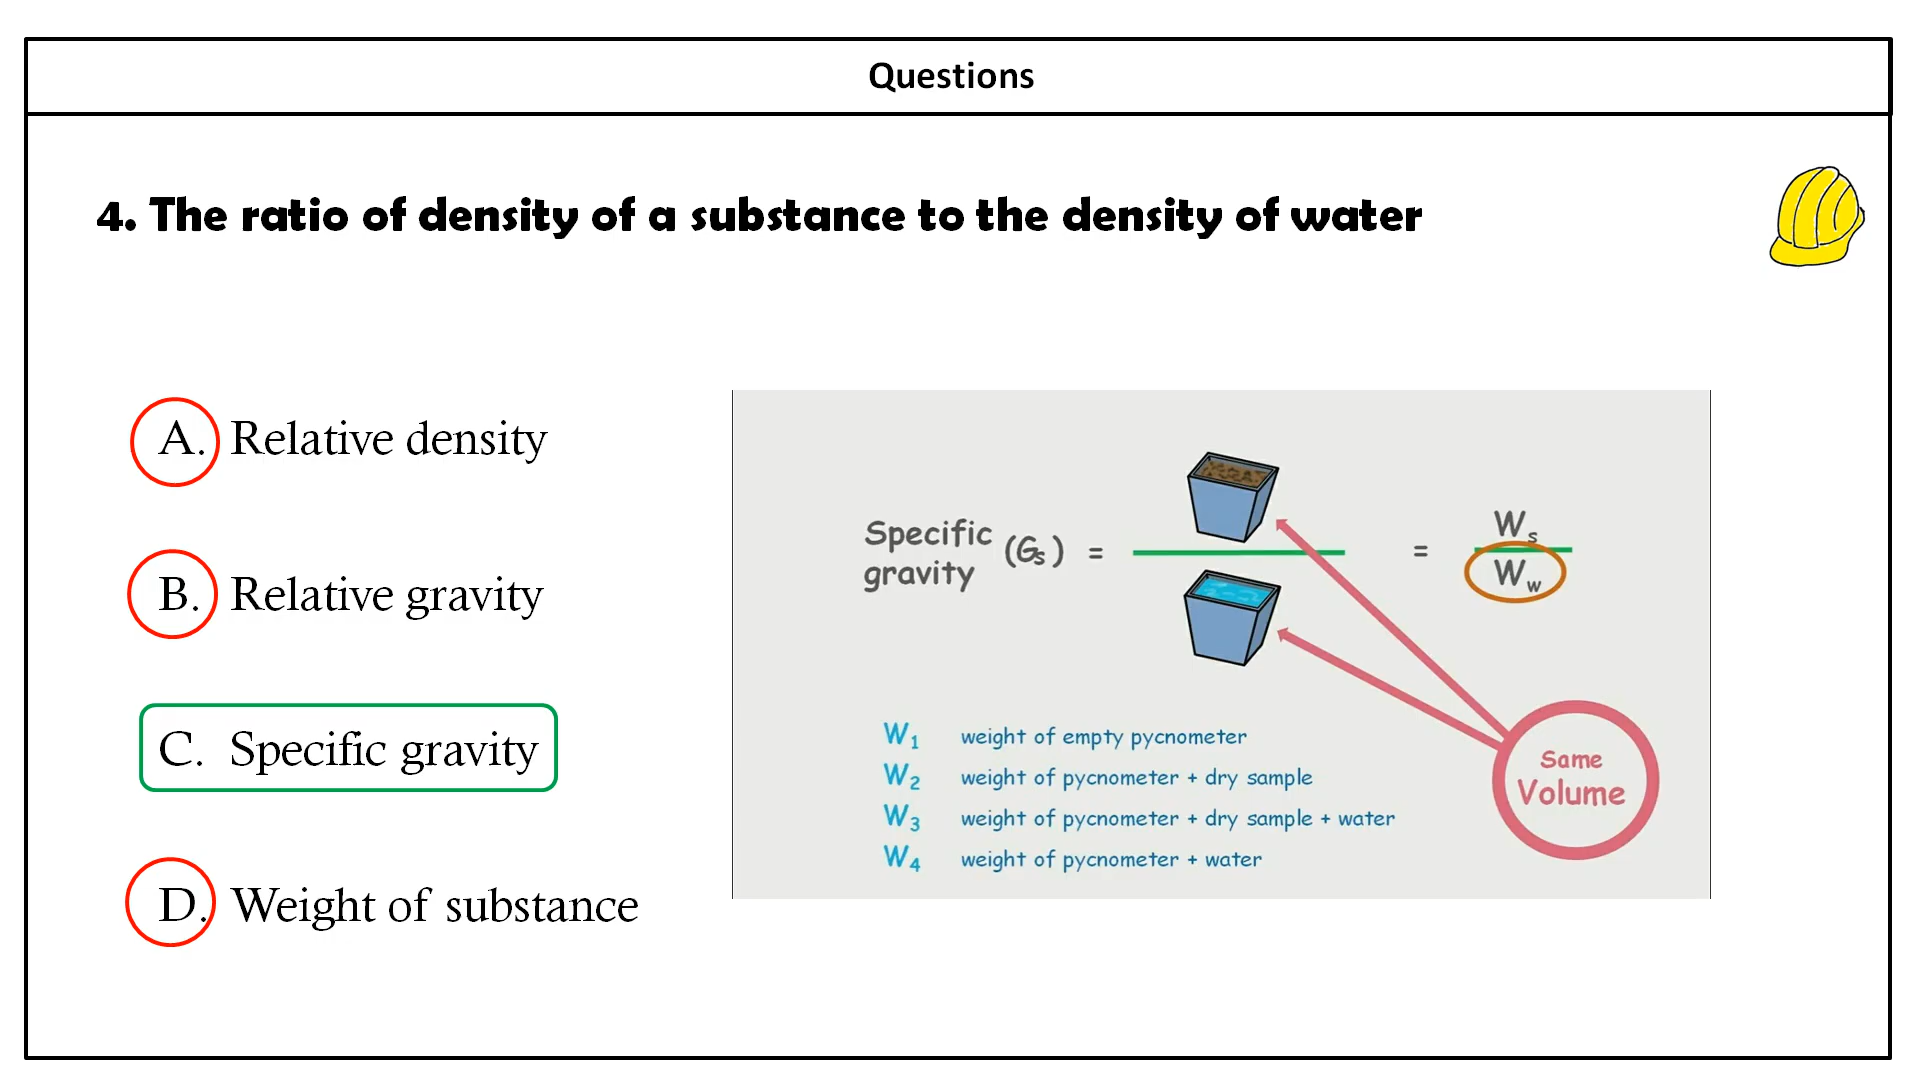 Questions
4. The ratio of density of a substance to the density of water
A. Relative density
B. Relative gravity
C. Specific gravity
D. Weight of substance
Specific gravity (Gs) = = Ws
Ww
W1 weight of empty pycnometer
W2 weight of pycnometer + dry sample
W3 weight of pycnometer + dry sample + water
W4 weight of pycnometer + water
Same
Volume